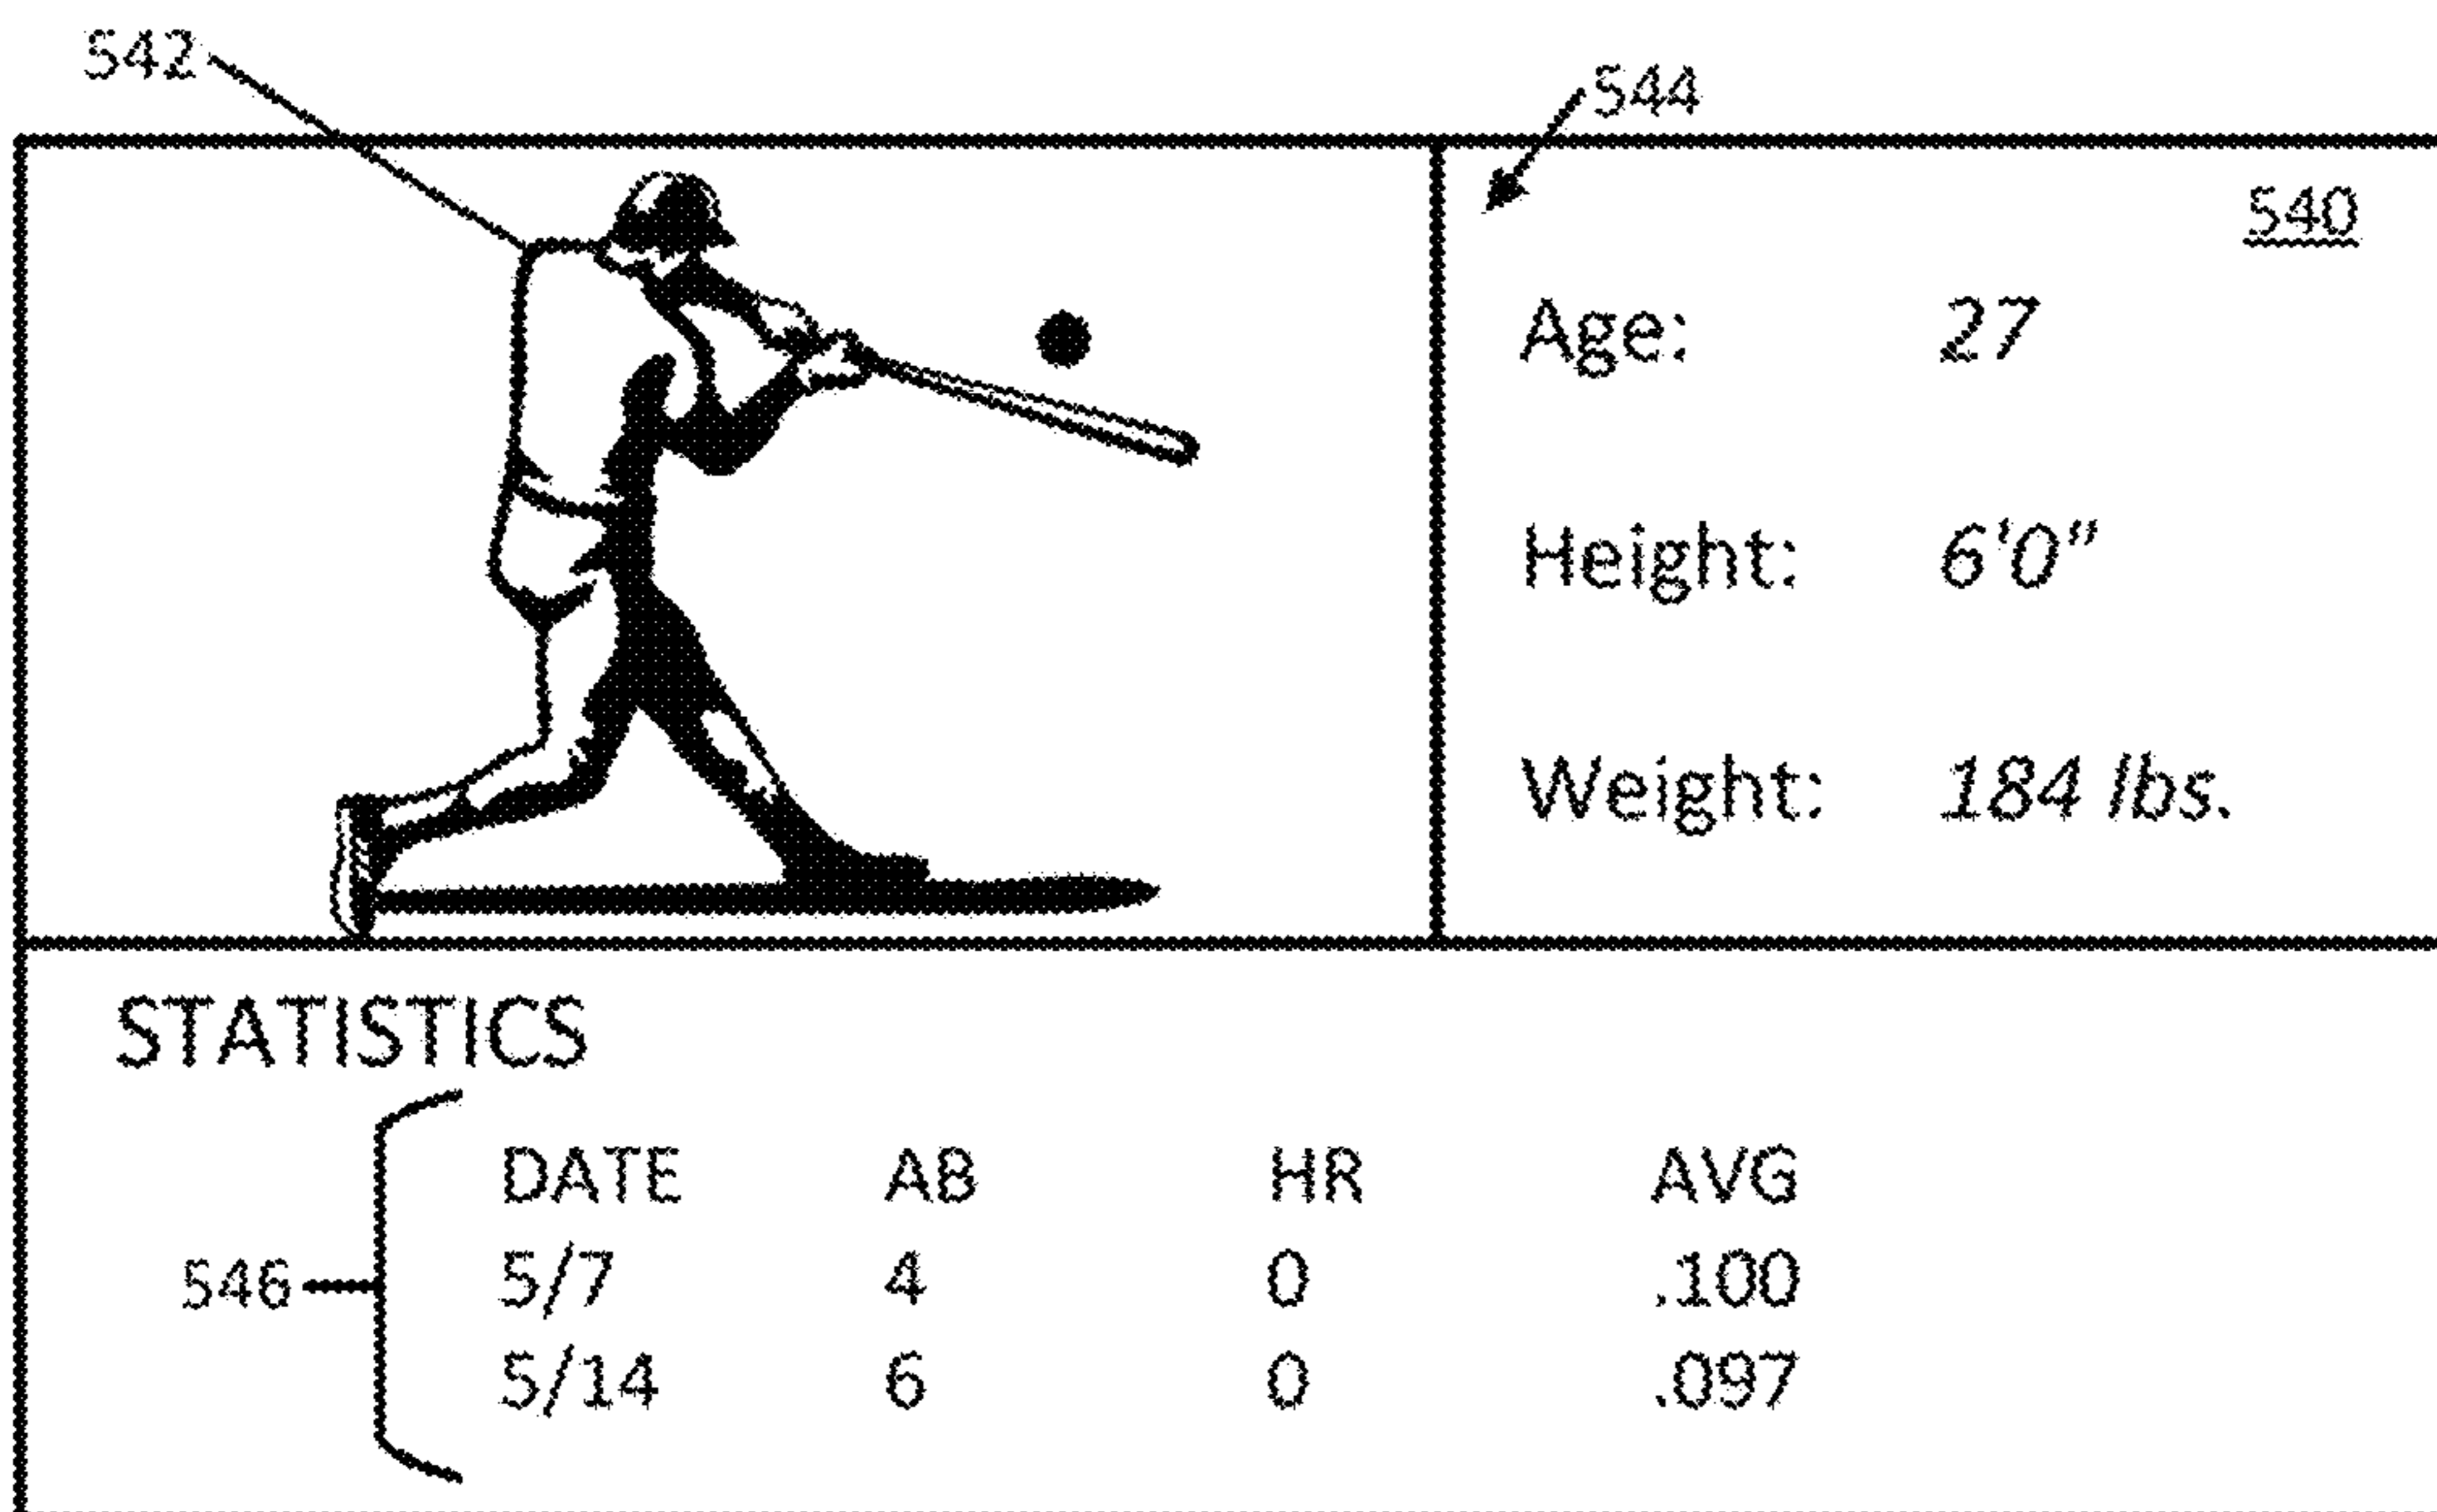 542
544
540
Age: 27
Height: 6'0"
Weight: 184 lbs.
STATISTICS
DATE AB HR AVG
546
5/7 4 0 .100
5/14 6 0 .097